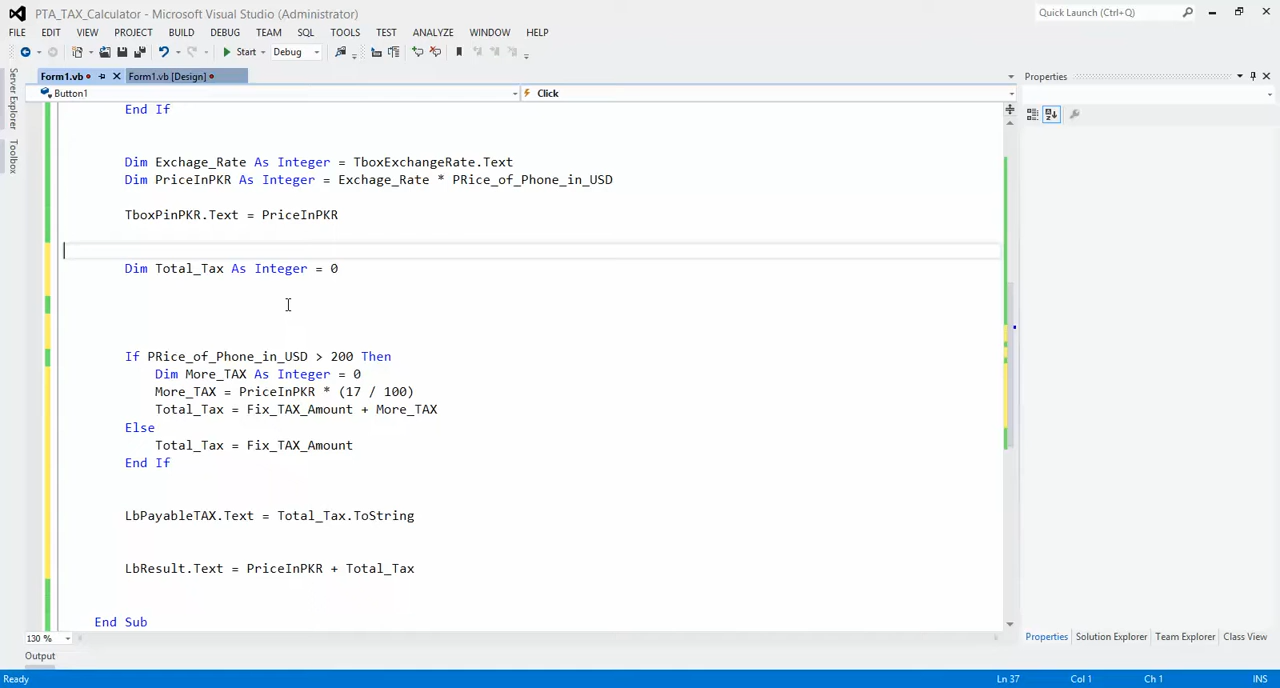 PTA_TAX_Calculator - Microsoft Visual Studio (Administrator)
Quick Launch (Ctrl+Q)
FILE EDIT VIEW PROJECT BUILD DEBUG TEAM SQL TOOLS TEST ANALYZE WINDOW HELP
Start Debug
Form1.vb Form1.vb [Design]
Properties
Button1 Click
Server Explorer
Toolbox
End If
Dim Exchage_Rate As Integer = TboxExchangeRate.Text
Dim PriceInPKR As Integer = Exchage_Rate * PRice_of_Phone_in_USD
TboxPinPKR.Text = PriceInPKR
Dim Total_Tax As Integer = 0
If PRice_of_Phone_in_USD > 200 Then
Dim More_TAX As Integer = 0
More_TAX = PriceInPKR * (17 / 100)
Total_Tax = Fix_TAX_Amount + More_TAX
Else
Total_Tax = Fix_TAX_Amount
End If
LbPayableTAX.Text = Total_Tax.ToString
LbResult.Text = PriceInPKR + Total_Tax
End Sub
130 %
Properties Solution Explorer Team Explorer Class View
Output
Ready Ln 37 Col 1 Ch 1 INS